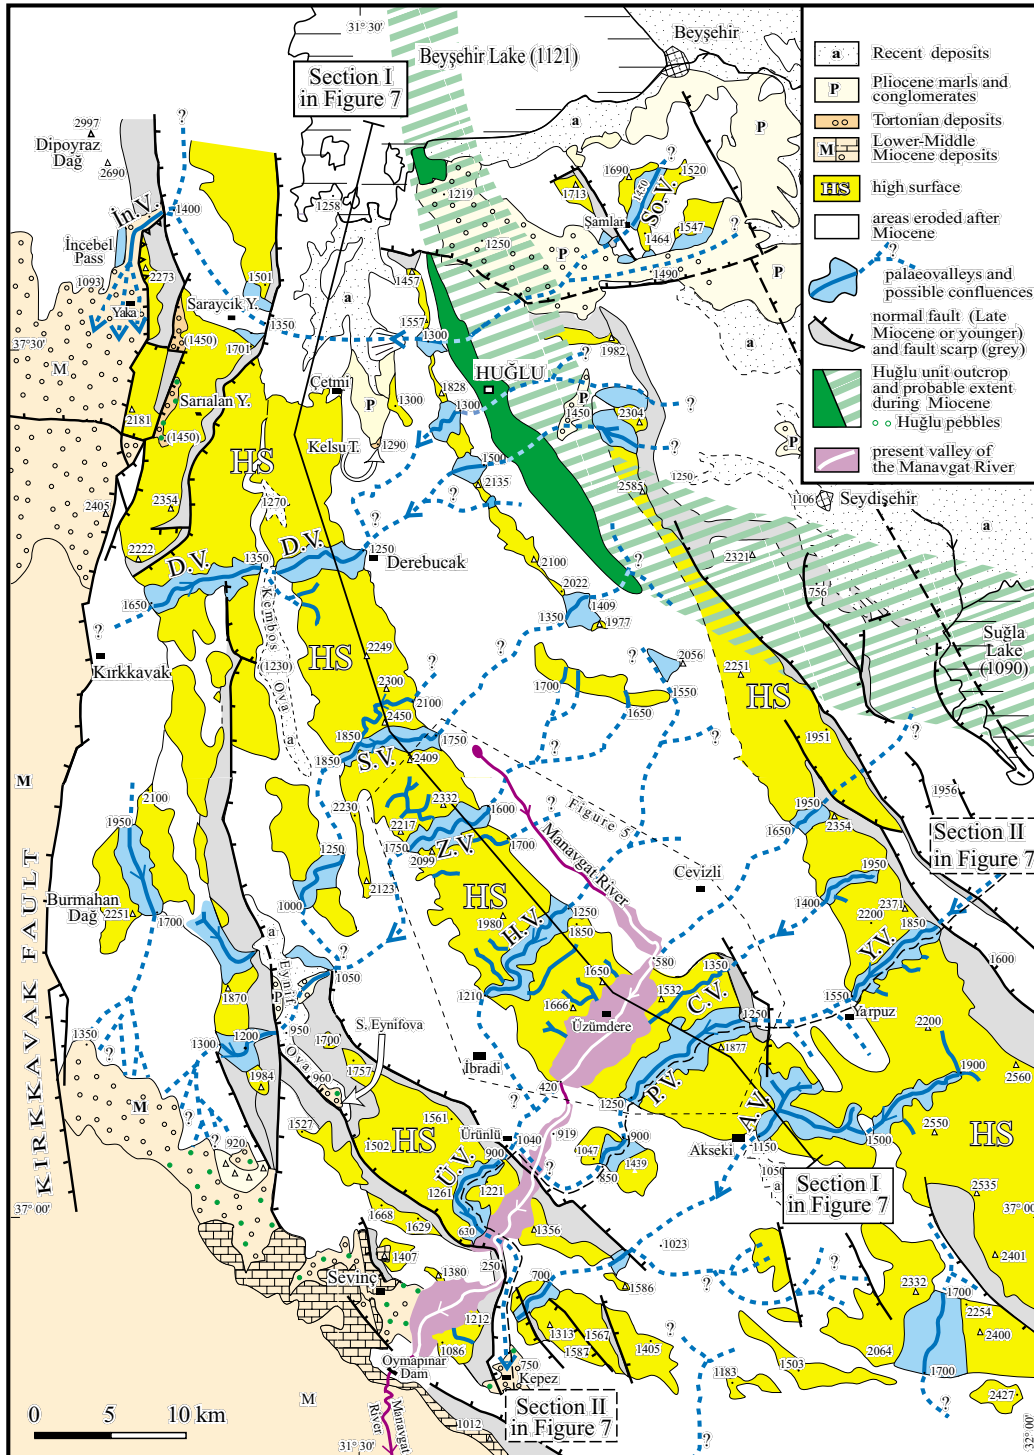 31° 30'
Beyşehir Lake (1121)
Beyşehir
Section I
in Figure 7
a
Recent deposits
P
Pliocene marls and
conglomerates
Tortonian deposits
M
Lower-Middle
Miocene deposits
HS
high surface
areas eroded after
Miocene
?
palaeovalleys and
possible confluences
normal fault (Late
Miocene or younger)
and fault scarp (grey)
Huğlu unit outcrop
and probable extent
during Miocene
Huğlu pebbles
present valley of
the Manavgat River
2997
Dipoyraz
Dağ
2690
?
İn.V.
1400
İncebel
Pass
1093
Yaka
2273
Saraycik Y.
1501
1350
1701
(1450)
37°30'
M
2181
Sarıalan Y.
(1450)
2405
2354
2222
1258
a
1219
1250
1457
1557
1300
1713
1690
1450
1520
So.V.
Şamlar
1464
1547
?
1490
P
P
P
a
a
1982
HUĞLU
Çetmi
P
1300
1828
1300
P
1450
2304
?
?
Kelsu T.
1290
1500
2135
?
2585
1250
1106
Seydişehir
a
HS
1270
D.V.
D.V.
1350
1250
Derebucak
1650
?
Kırkkavak
Kembos Ova
(1230)
a
2100
2022
1350
1409
1977
?
2321
756
Suğla
Lake
(1090)
HS
2249
2300
2100
2450
1850
1750
1850
S.V.
2409
?
1700
1650
2056
1550
2251
HS
1951
?
?
?
1956
Section II
in Figure 7
M
2100
1950
2230
1250
2332
2217
1600
1750
Z.V.
1700
2099
2123
1000
Figure 5
Manavgat River
Cevizli
1950
1650
2354
1950
1400
2200
2371
1850
Y.V.
1600
Burmahan
Dağ
2251
1700
HS
1980
1250
1850
H.V.
1210
1650
1666
580
1532
1350
C.V.
1250
1550
Yarpuz
a
Eynif
Ova
P
1050
1870
950
1200
1300
1700
S. Eynifova
1350
?
960
1757
1984
Üzümdere
1877
2200
1900
2560
İbradi
420
P.V.
1250
A.V.
KIRKKAVAK FAULT
M
1527
920
1561
HS
1502
Ürünlü
1040
900
919
1047
900
1439
850
Akseki
1150
1500
2550
HS
1050
a
Ü.V.
1261
1221
?
Section I
in Figure 7
2535
37° 00'
37° 00'
1668
1629
630
1356
1023
2401
1407
Sevinç
1380
250
700
1586
?
?
2332
1700
2254
2400
1212
1086
1313
1567
1587
1405
1503
2064
1183
1700
2427
Oymapınar
Dam
750
Kepez
M
Manavgat
River
Section II
in Figure 7
1012
0 5 10 km
31° 30'
32° 00'